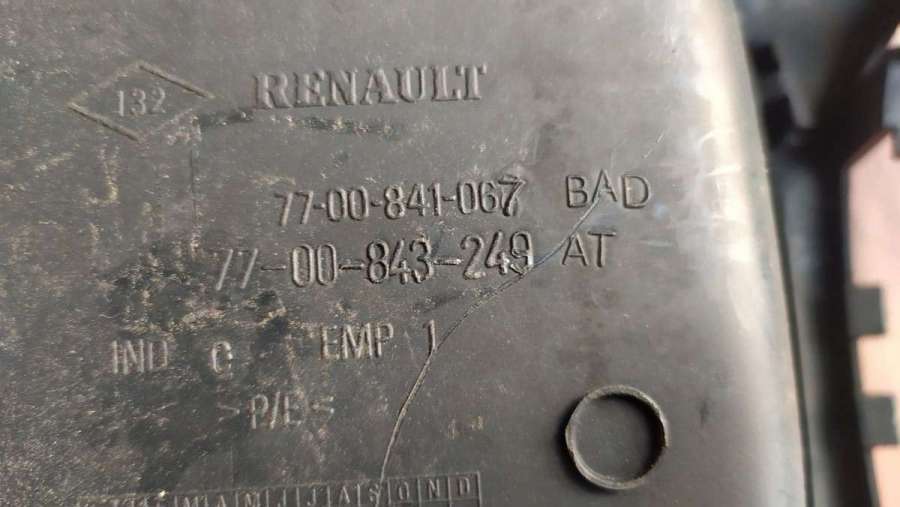 132 RENAULT
77-00-841-067 BAD
77-00-843-249 AT
IND C EMP 1
>P/E<
M A M J J A S O N D